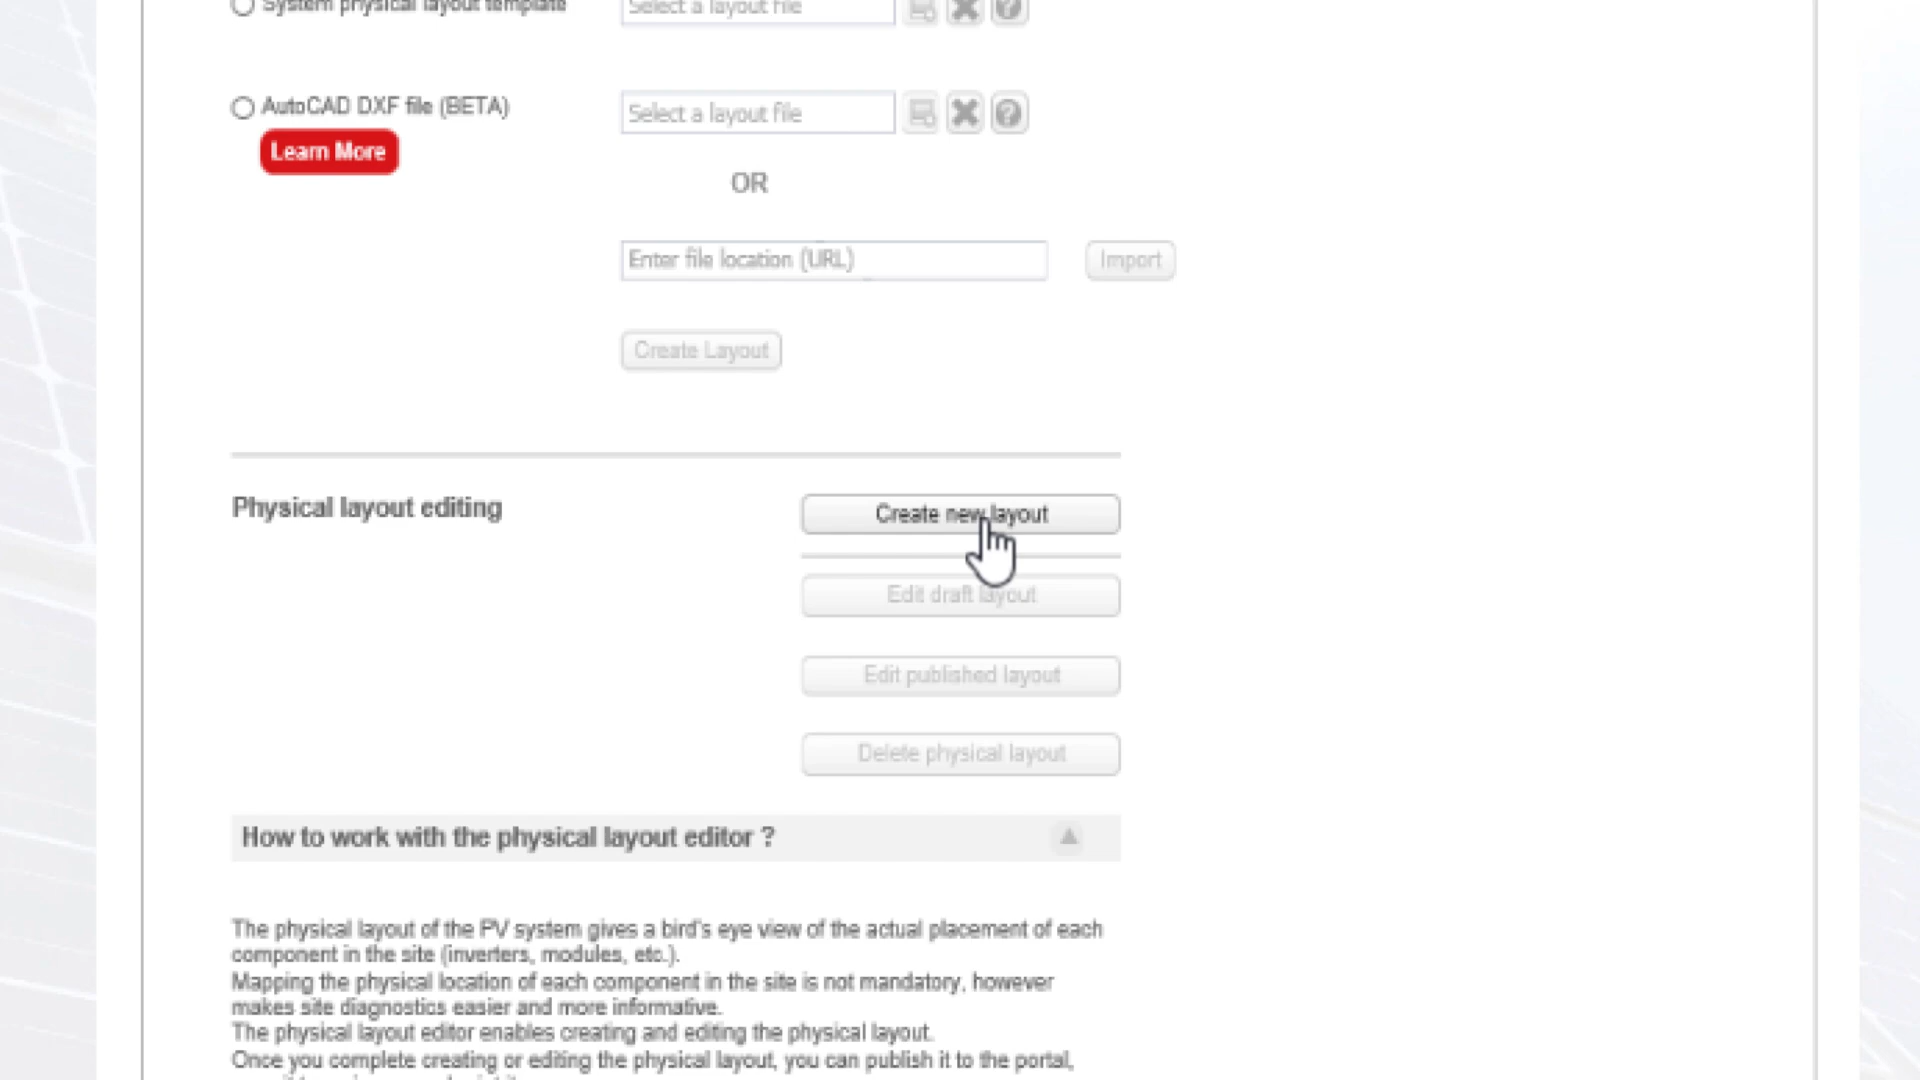 System physical layout template
Select a layout file
AutoCAD DXF file (BETA)
Select a layout file
Learn More
OR
Enter file location (URL)
Import
Create Layout
Physical layout editing
Create new layout
Edit draft layout
Edit published layout
Delete physical layout
How to work with the physical layout editor ?
The physical layout of the PV system gives a bird's eye view of the actual placement of each
component in the site (inverters, modules, etc.).
Mapping the physical location of each component in the site is not mandatory, however
makes site diagnostics easier and more informative.
The physical layout editor enables creating and editing the physical layout.
Once you complete creating or editing the physical layout, you can publish it to the portal,